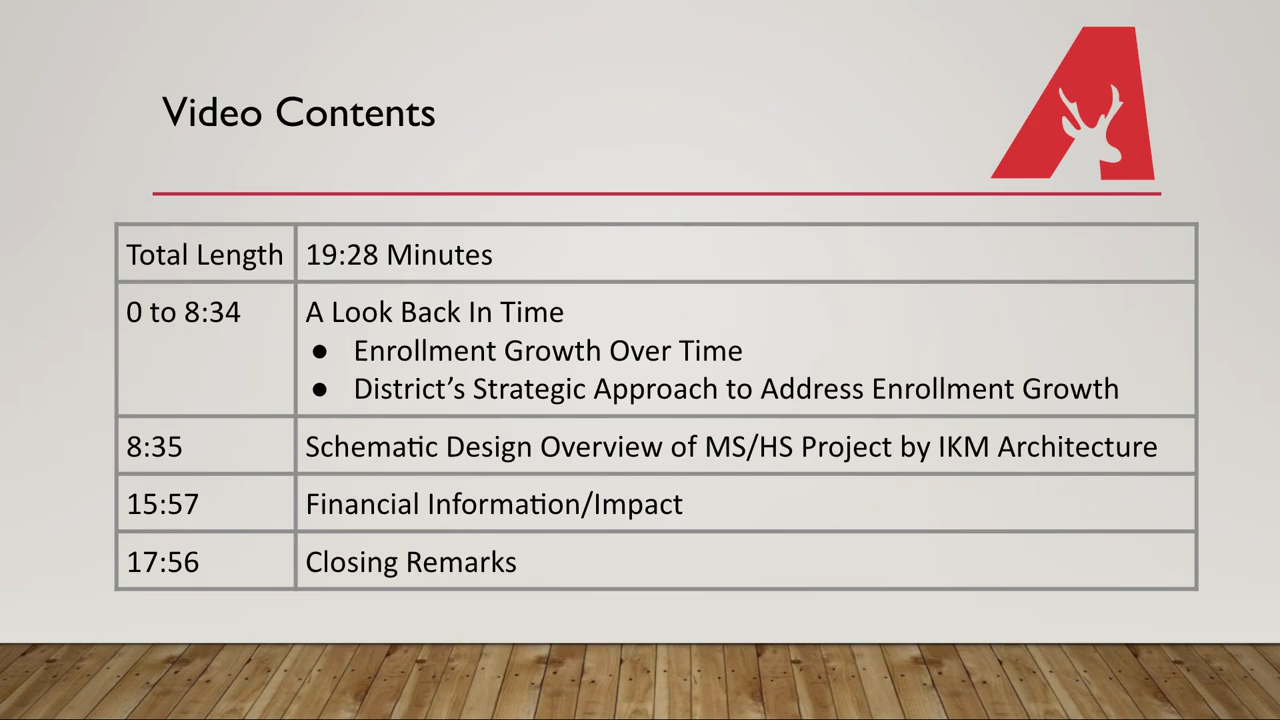 Video Contents
Total Length 19:28 Minutes
0 to 8:34 A Look Back In Time
● Enrollment Growth Over Time
● District’s Strategic Approach to Address Enrollment Growth
8:35 Schematic Design Overview of MS/HS Project by IKM Architecture
15:57 Financial Information/Impact
17:56 Closing Remarks